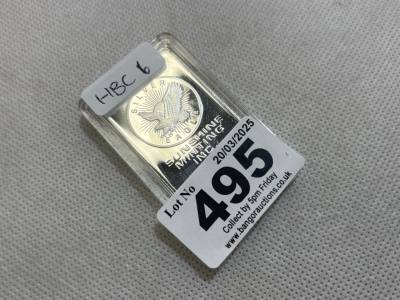 HBC 6
SILVER
EAGLE
SUNSHINE
MINTING
INC.
Lot No
20/03/2025
495
Collect by 5pm Friday
www.bangorauctions.co.uk